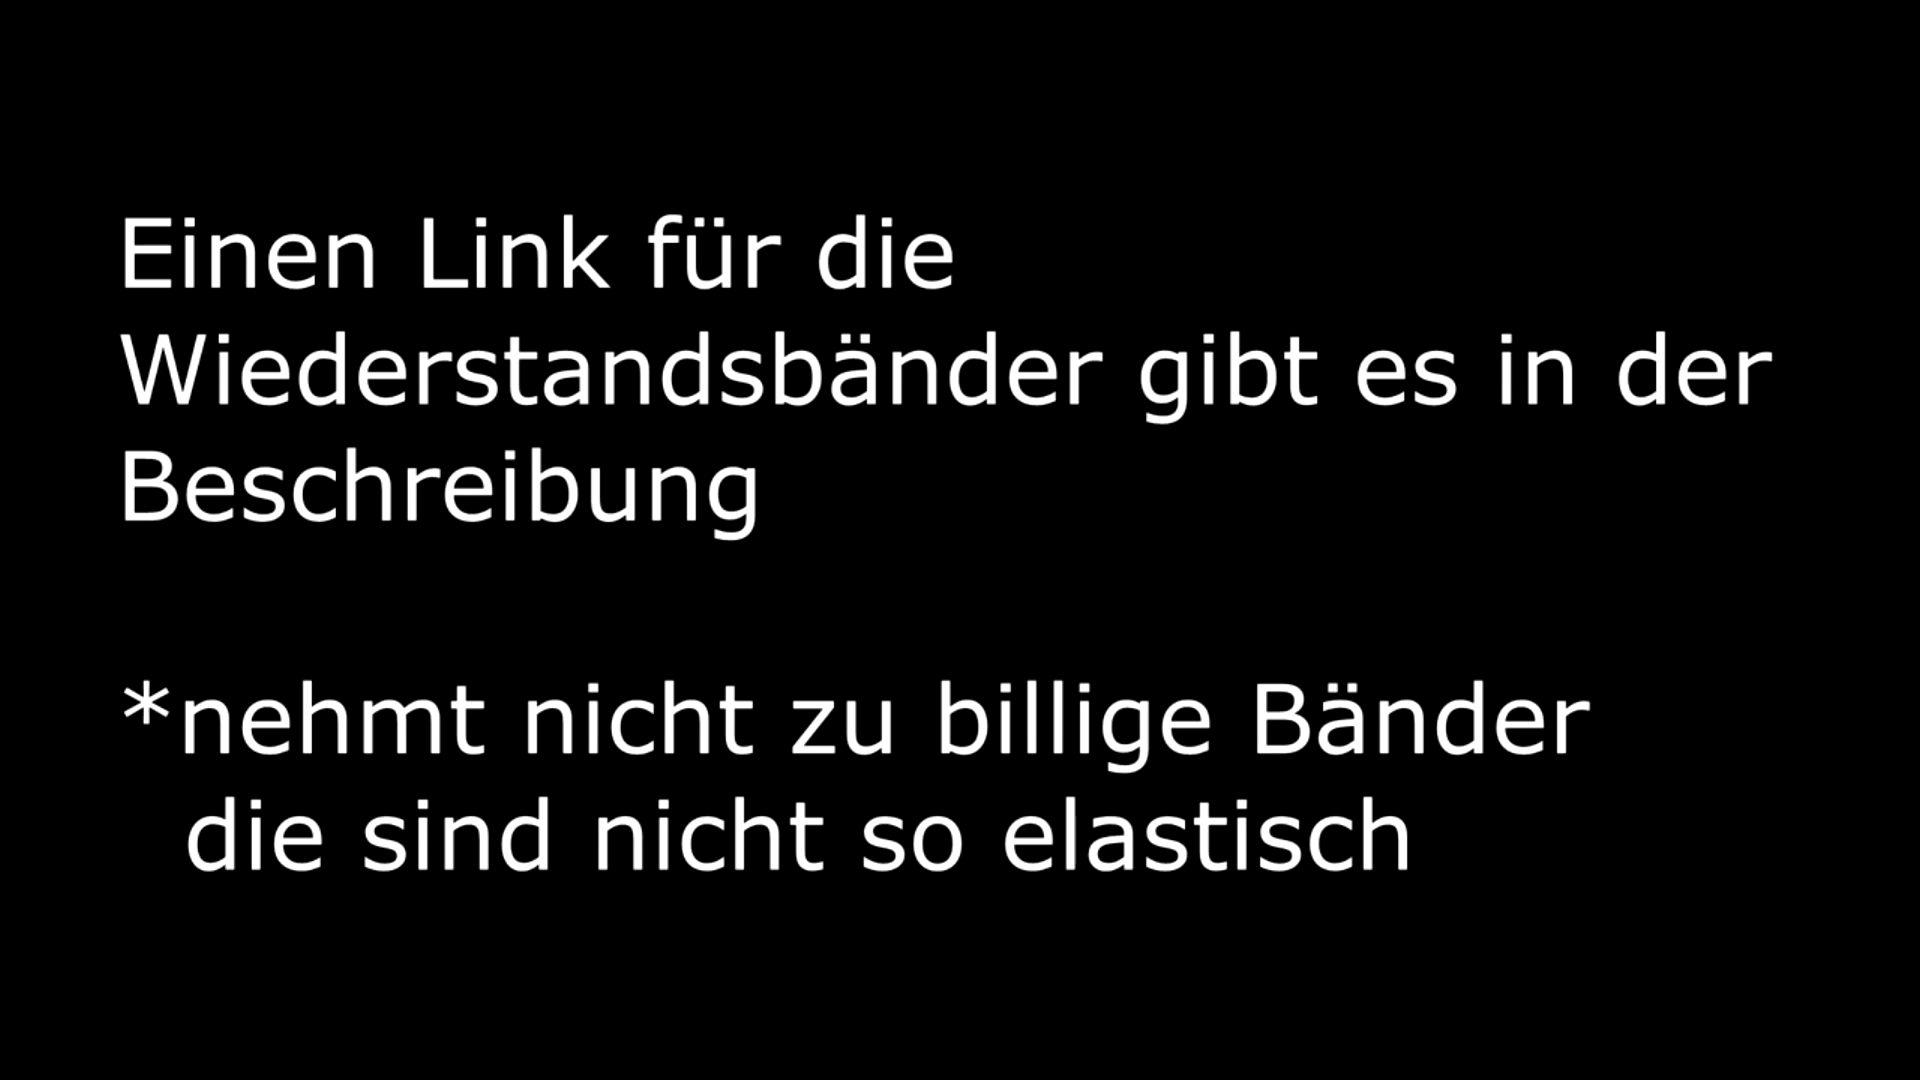 Einen Link für die
Wiederstandsbänder gibt es in der
Beschreibung
*nehmt nicht zu billige Bänder
die sind nicht so elastisch